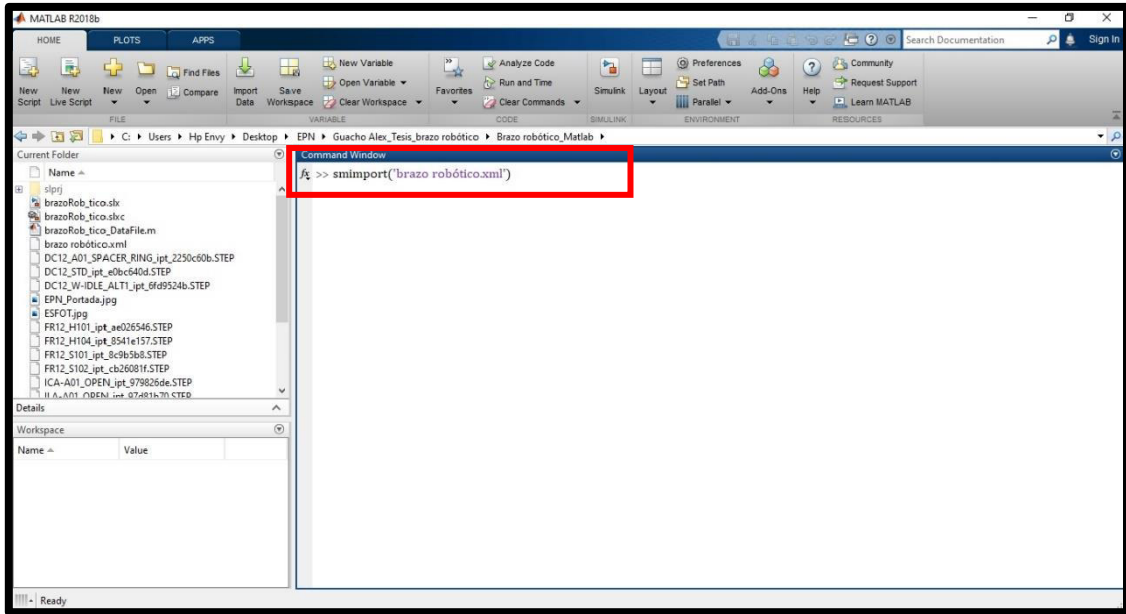 MATLAB R2018b
HOME PLOTS APPS
Search Documentation Sign In
New Script
New Live Script
New
Open
Find Files
Compare
Import Data
Save Workspace
New Variable
Open Variable
Clear Workspace
Favorites
Analyze Code
Run and Time
Clear Commands
Simulink
Layout
Preferences
Set Path
Parallel
Add-Ons
Help
Community
Request Support
Learn MATLAB
FILE VARIABLE CODE SIMULINK ENVIRONMENT RESOURCES
C: Users Hp Envy Desktop EPN Guacho Alex_Tesis_brazo robótico Brazo robótico_Matlab
Current Folder
Name
slprj
brazoRob_tico.slx
brazoRob_tico.slxc
brazoRob_tico_DataFile.m
brazo robótico.xml
DC12_A01_SPACER_RING_ipt_2250c60b.STEP
DC12_STD_ipt_e0bc640d.STEP
DC12_W-IDLE_ALT1_ipt_6fd9524b.STEP
EPN_Portada.jpg
ESFOT.jpg
FR12_H101_ipt_ae026546.STEP
FR12_H104_ipt_8541e157.STEP
FR12_S101_ipt_8c9b5b8.STEP
FR12_S102_ipt_cb26081f.STEP
ICA-A01_OPEN_ipt_979826de.STEP
ILA-A01_OPEN_ipt_97d81b70.STEP
Details
Workspace
Name Value
Command Window
fx >> smimport('brazo robótico.xml')
Ready